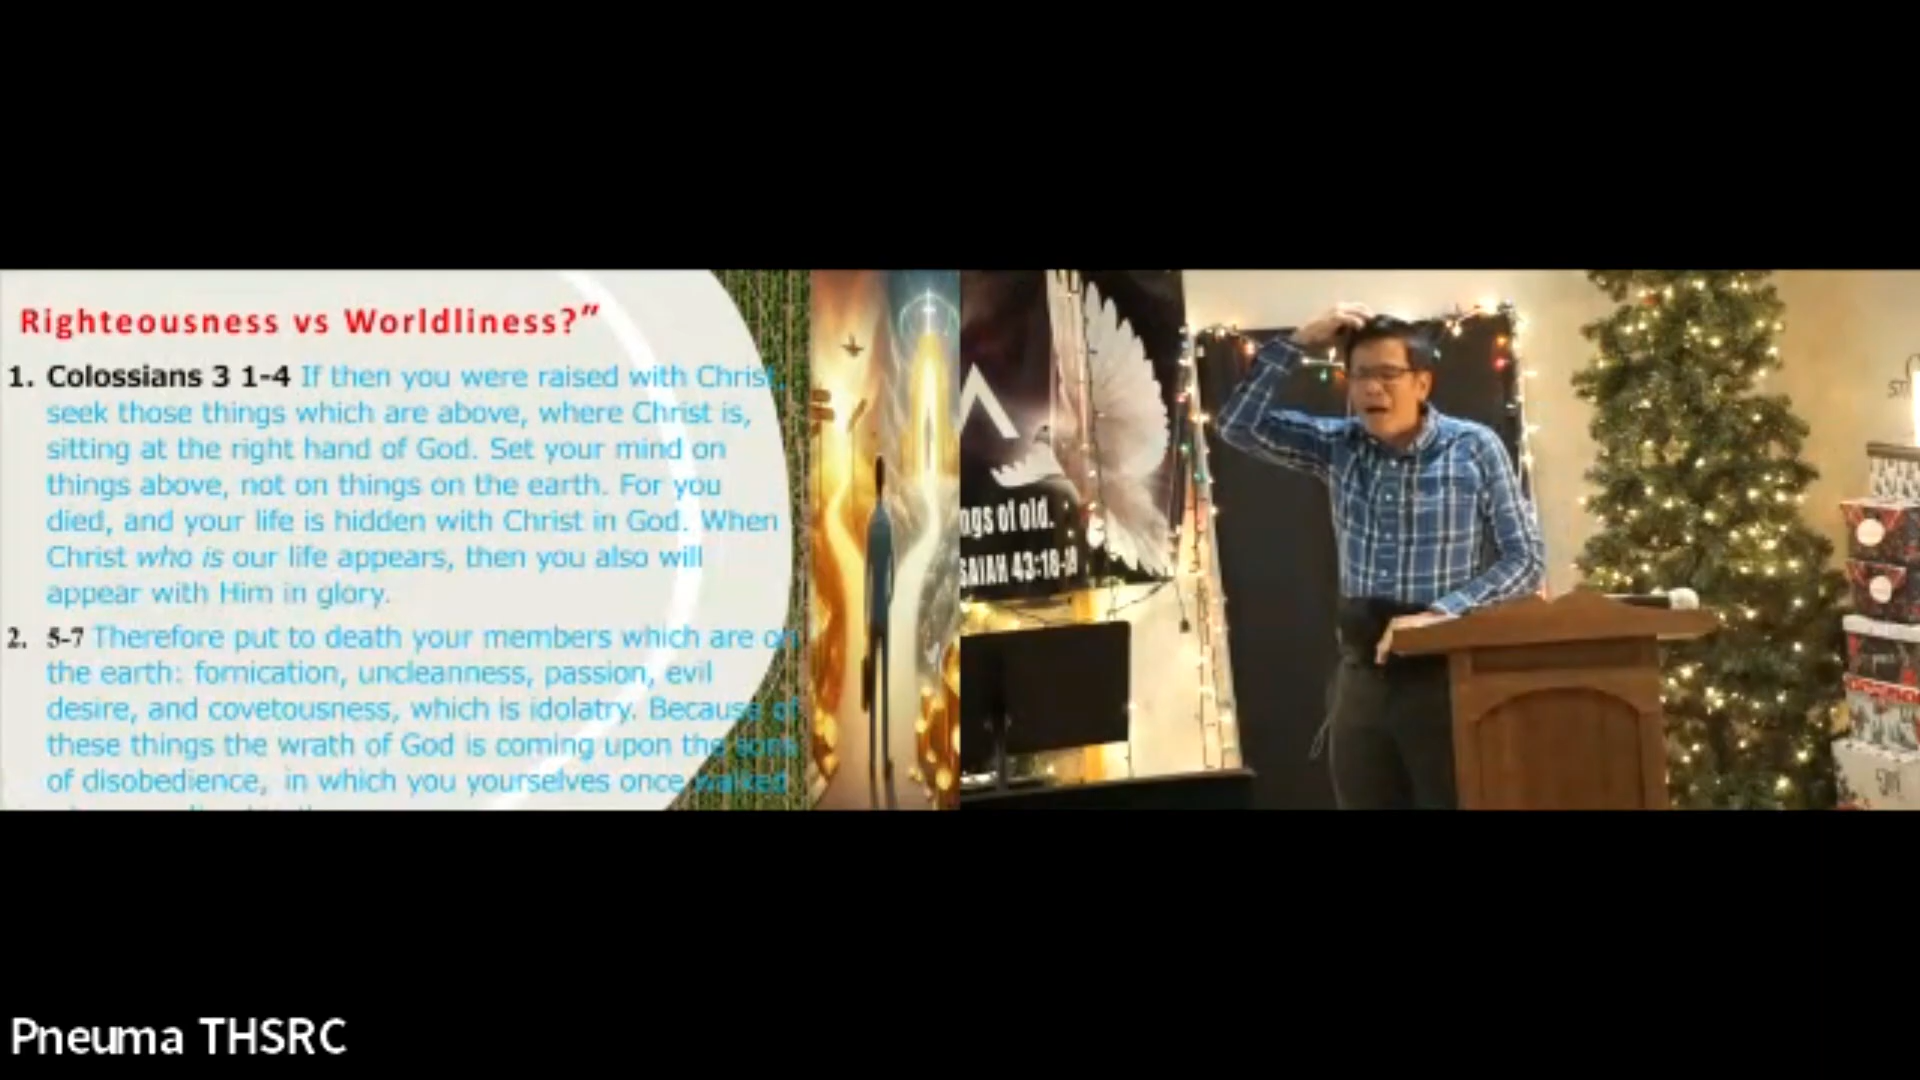 Righteousness vs Worldliness?”
1. Colossians 3 1-4 If then you were raised with Christ,
seek those things which are above, where Christ is,
sitting at the right hand of God. Set your mind on
things above, not on things on the earth. For you
died, and your life is hidden with Christ in God. When
Christ who is our life appears, then you also will
appear with Him in glory.
2. 5-7 Therefore put to death your members which are on
the earth: fornication, uncleanness, passion, evil
desire, and covetousness, which is idolatry. Because of
these things the wrath of God is coming upon the sons
of disobedience, in which you yourselves once walked
ngs of old.
SAIAH 43:18-19
Pneuma THSRC